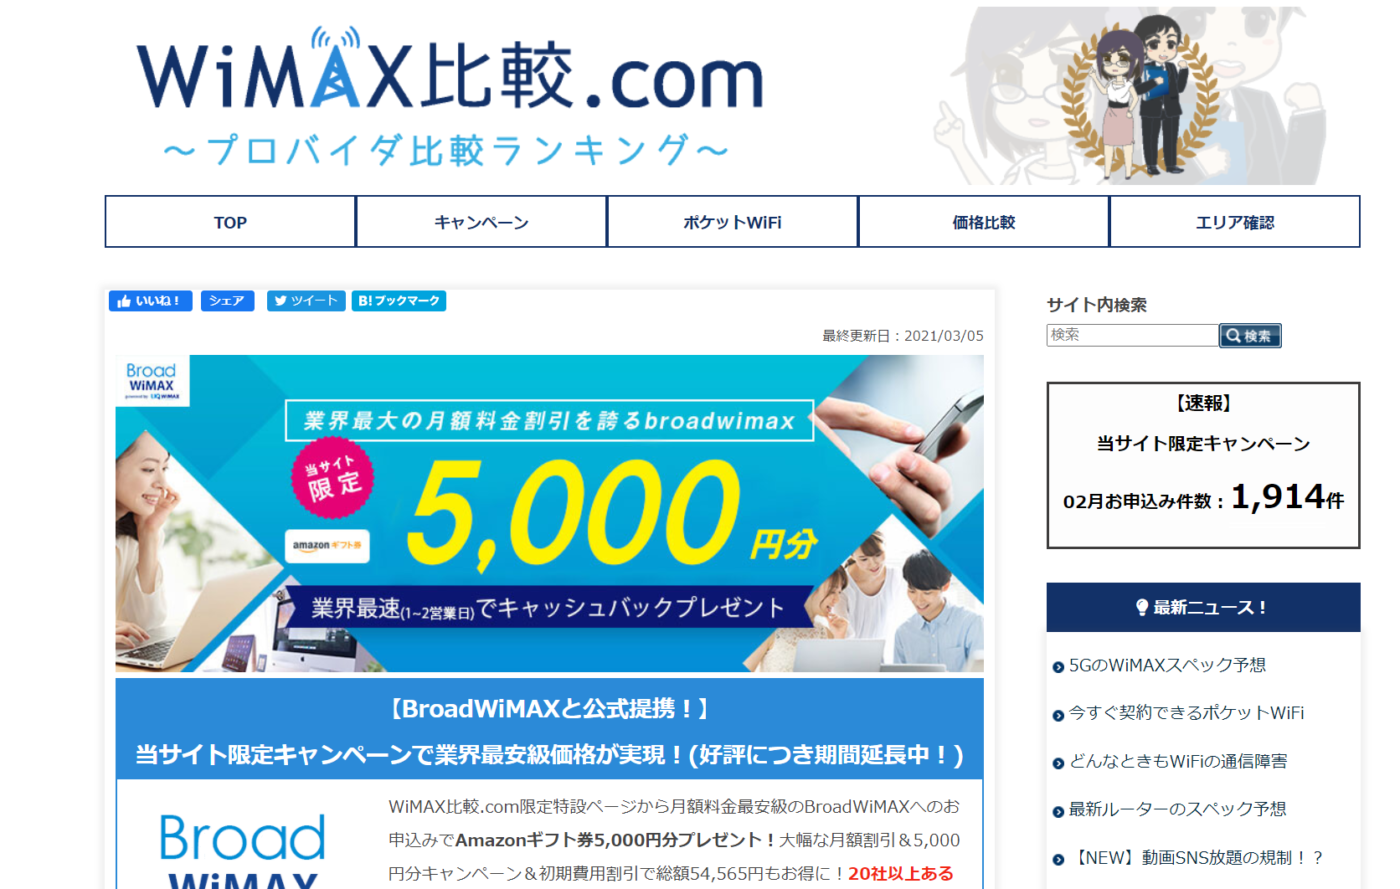 WiMAX比較.com
～プロバイダ比較ランキング～
TOP
キャンペーン
ポケットWiFi
価格比較
エリア確認
いいね！
シェア
ツイート
B!ブックマーク
最終更新日：2021/03/05
Broad
WiMAX
powered by UQ WiMAX
業界最大の月額料金割引を誇るbroadwimax
当サイト
限定
amazonギフト券
5,000円分
業界最速(1~2営業日)でキャッシュバックプレゼント
【BroadWiMAXと公式提携！】
当サイト限定キャンペーンで業界最安級価格が実現！(好評につき期間延長中！)
Broad
WiMAX
WiMAX比較.com限定特設ページから月額料金最安級のBroadWiMAXへのお
申込みでAmazonギフト券5,000円分プレゼント！大幅な月額割引＆5,000
円分キャンペーン＆初期費用割引で総額54,565円もお得に！20社以上ある
サイト内検索
検索
検索
【速報】
当サイト限定キャンペーン
02月お申込み件数：1,914件
最新ニュース！
5GのWiMAXスペック予想
今すぐ契約できるポケットWiFi
どんなときもWiFiの通信障害
最新ルーターのスペック予想
【NEW】動画SNS放題の規制！？